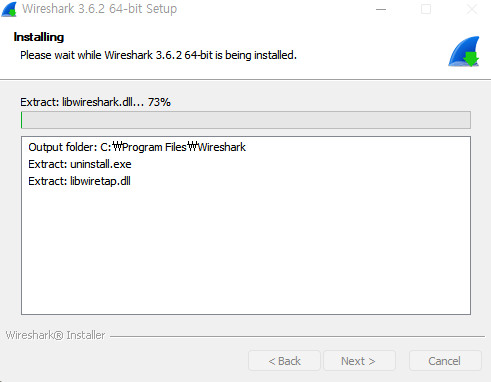 Wireshark 3.6.2 64-bit Setup
Installing
Please wait while Wireshark 3.6.2 64-bit is being installed.
Extract: libwireshark.dll... 73%
Output folder: C:₩Program Files₩Wireshark
Extract: uninstall.exe
Extract: libwiretap.dll
Wireshark® Installer
< Back Next > Cancel